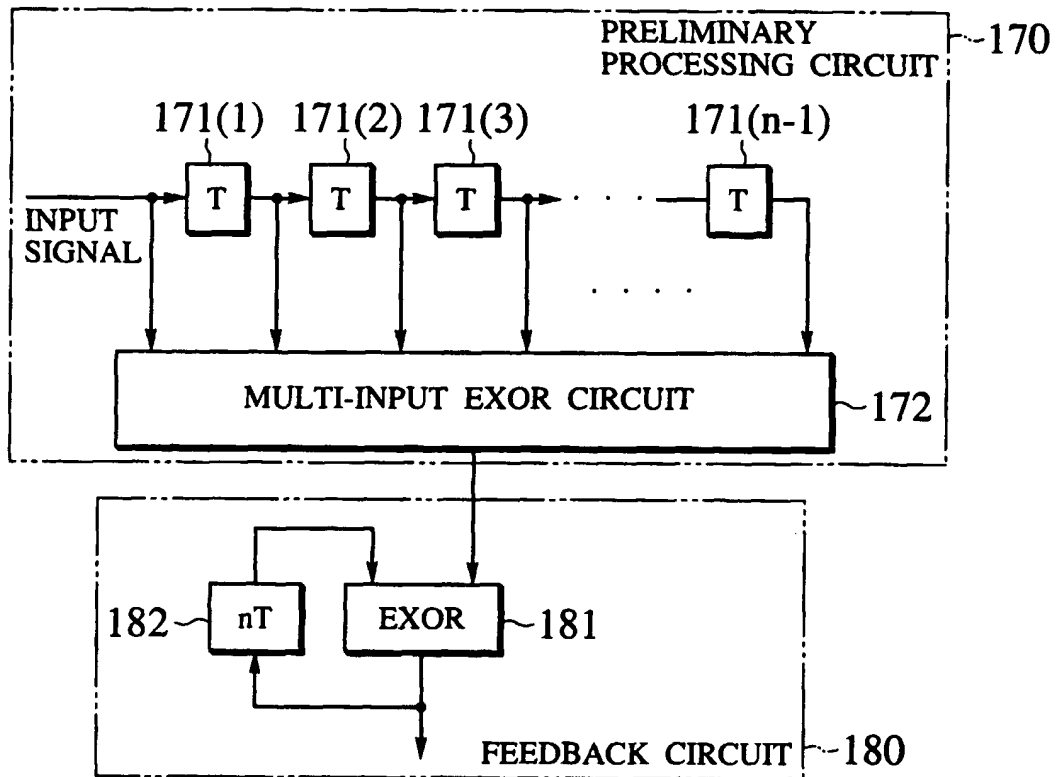 PRELIMINARY
PROCESSING CIRCUIT
170
171(1) 171(2) 171(3) 171(n-1)
T T T · · · · T
INPUT
SIGNAL
· · · ·
MULTI-INPUT EXOR CIRCUIT
172
182 nT EXOR 181
FEEDBACK CIRCUIT 180